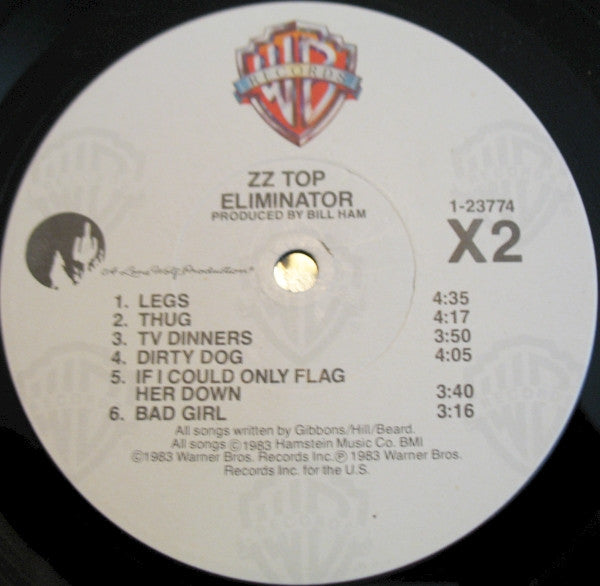 RECORDS
ZZ TOP
ELIMINATOR
PRODUCED BY BILL HAM
1-23774
X2
A Lone Wolf Production®
1. LEGS 4:35
2. THUG 4:17
3. TV DINNERS 3:50
4. DIRTY DOG 4:05
5. IF I COULD ONLY FLAG
HER DOWN 3:40
6. BAD GIRL 3:16
All songs written by Gibbons/Hill/Beard.
All songs ©1983 Hamstein Music Co. BMI
©1983 Warner Bros. Records Inc.℗ 1983 Warner Bros.
Records Inc. for the U.S.